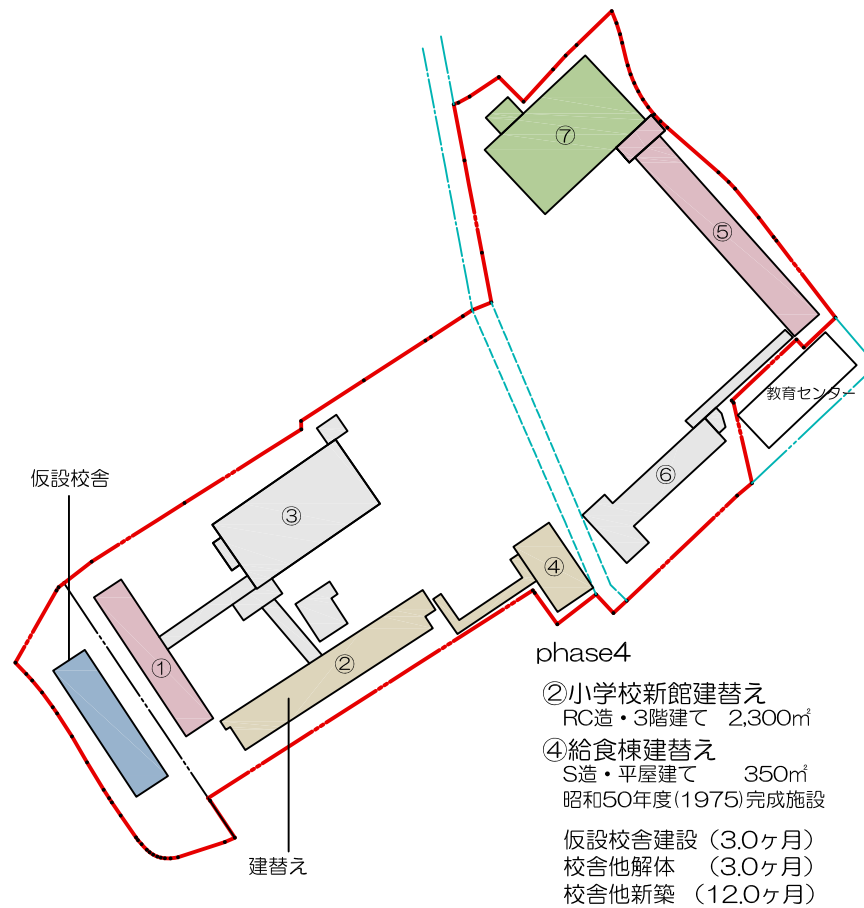 ⑦
⑤
教育センター
⑥
仮設校舎
③
④
①
②
建替え
phase4
②小学校新館建替え
RC造・3階建て 2,300㎡
④給食棟建替え
S造・平屋建て 350㎡
昭和50年度(1975)完成施設
仮設校舎建設（3.0ヶ月）
校舎他解体 （3.0ヶ月）
校舎他新築 （12.0ヶ月）